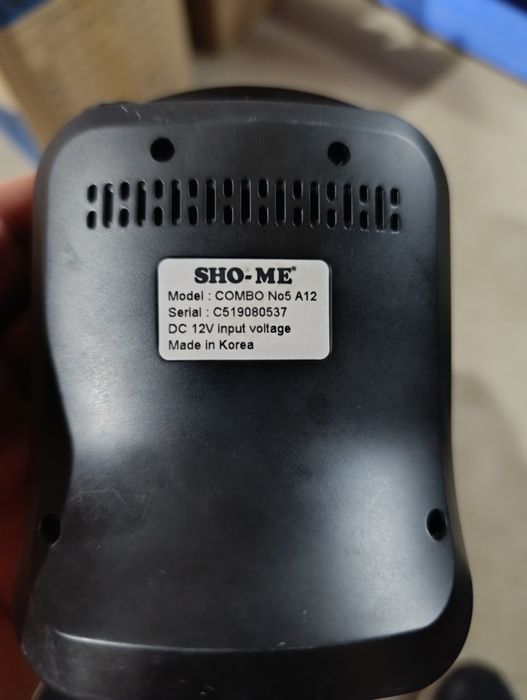 SHO-ME®
Model : COMBO No5 A12
Serial : C519080537
DC 12V input voltage
Made in Korea